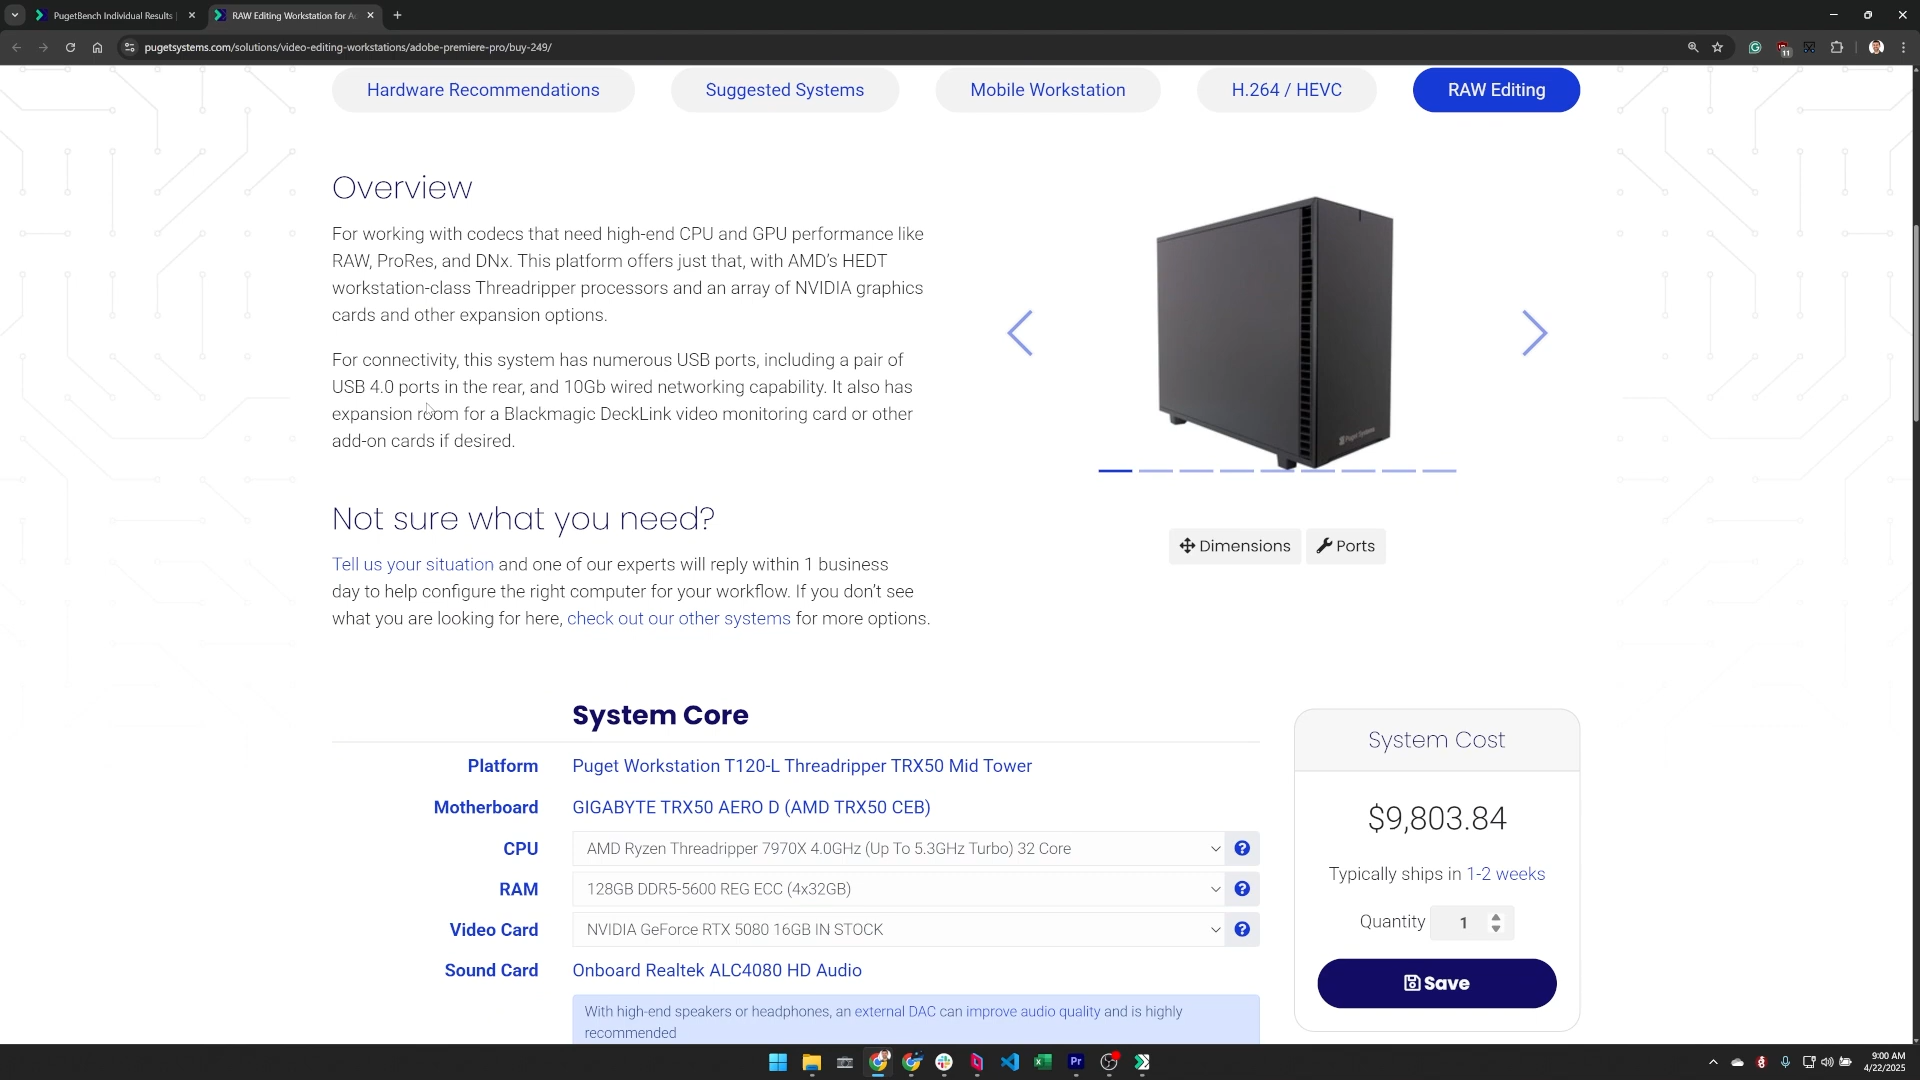 PugetBench Individual Results |
RAW Editing Workstation for Ad
pugetsystems.com/solutions/video-editing-workstations/adobe-premiere-pro/buy-249/
11
Hardware Recommendations
Suggested Systems
Mobile Workstation
H.264 / HEVC
RAW Editing
Overview
For working with codecs that need high-end CPU and GPU performance like
RAW, ProRes, and DNx. This platform offers just that, with AMD's HEDT
workstation-class Threadripper processors and an array of NVIDIA graphics
cards and other expansion options.
For connectivity, this system has numerous USB ports, including a pair of
USB 4.0 ports in the rear, and 10Gb wired networking capability. It also has
expansion room for a Blackmagic DeckLink video monitoring card or other
add-on cards if desired.
Puget Systems
Dimensions
Ports
Not sure what you need?
Tell us your situation and one of our experts will reply within 1 business
day to help configure the right computer for your workflow. If you don't see
what you are looking for here, check out our other systems for more options.
System Core
Platform Puget Workstation T120-L Threadripper TRX50 Mid Tower
Motherboard GIGABYTE TRX50 AERO D (AMD TRX50 CEB)
CPU AMD Ryzen Threadripper 7970X 4.0GHz (Up To 5.3GHz Turbo) 32 Core ?
RAM 128GB DDR5-5600 REG ECC (4x32GB) ?
Video Card NVIDIA GeForce RTX 5080 16GB IN STOCK ?
Sound Card Onboard Realtek ALC4080 HD Audio
With high-end speakers or headphones, an external DAC can improve audio quality and is highly
recommended
System Cost
$9,803.84
Typically ships in 1-2 weeks
Quantity 1
Save
Pr
9:00 AM
4/22/2025